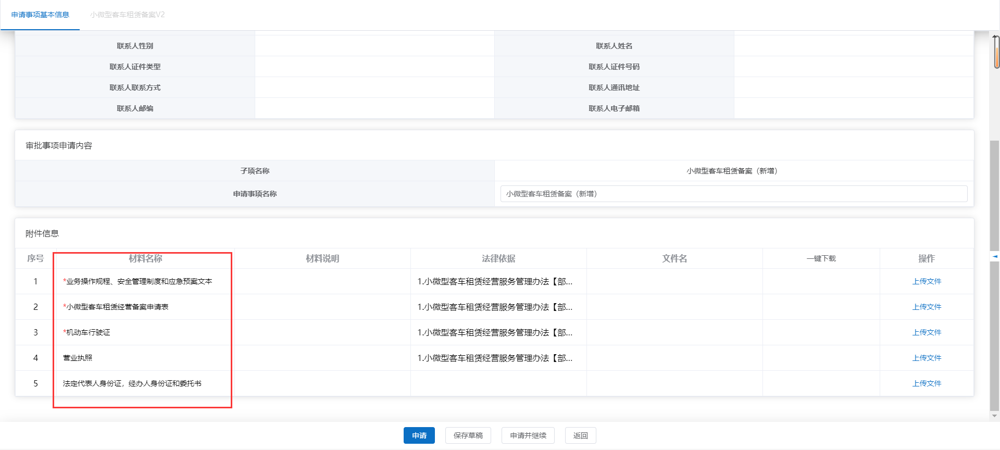 申请事项基本信息 小微型客车租赁备案V2
联系人性别 联系人姓名
联系人证件类型 联系人证件号码
联系人联系方式 联系人通讯地址
联系人邮编 联系人电子邮箱
审批事项申请内容
子项名称 小微型客车租赁备案（新增）
申请事项名称 小微型客车租赁备案（新增）
附件信息
序号 材料名称 材料说明 法律依据 文件名 一键下载 操作
1 *业务操作规程、安全管理制度和应急预案文本 1.小微型客车租赁经营服务管理办法【部... 上传文件
2 *小微型客车租赁经营备案申请表 1.小微型客车租赁经营服务管理办法【部... 上传文件
3 *机动车行驶证 1.小微型客车租赁经营服务管理办法【部... 上传文件
4 营业执照 1.小微型客车租赁经营服务管理办法【部... 上传文件
5 法定代表人身份证，经办人身份证和委托书 上传文件
申请 保存草稿 申请并继续 返回